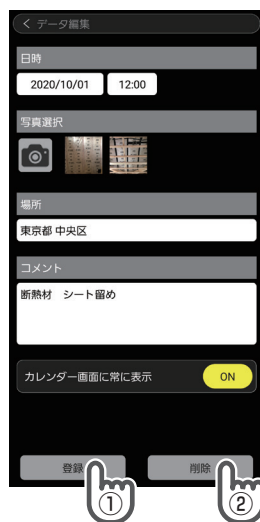 < データ編集
日時
2020/10/01 12:00
写真選択
場所
東京都 中央区
コメント
断熱材 シート留め
カレンダー画面に常に表示 ON
登録 削除
① ②